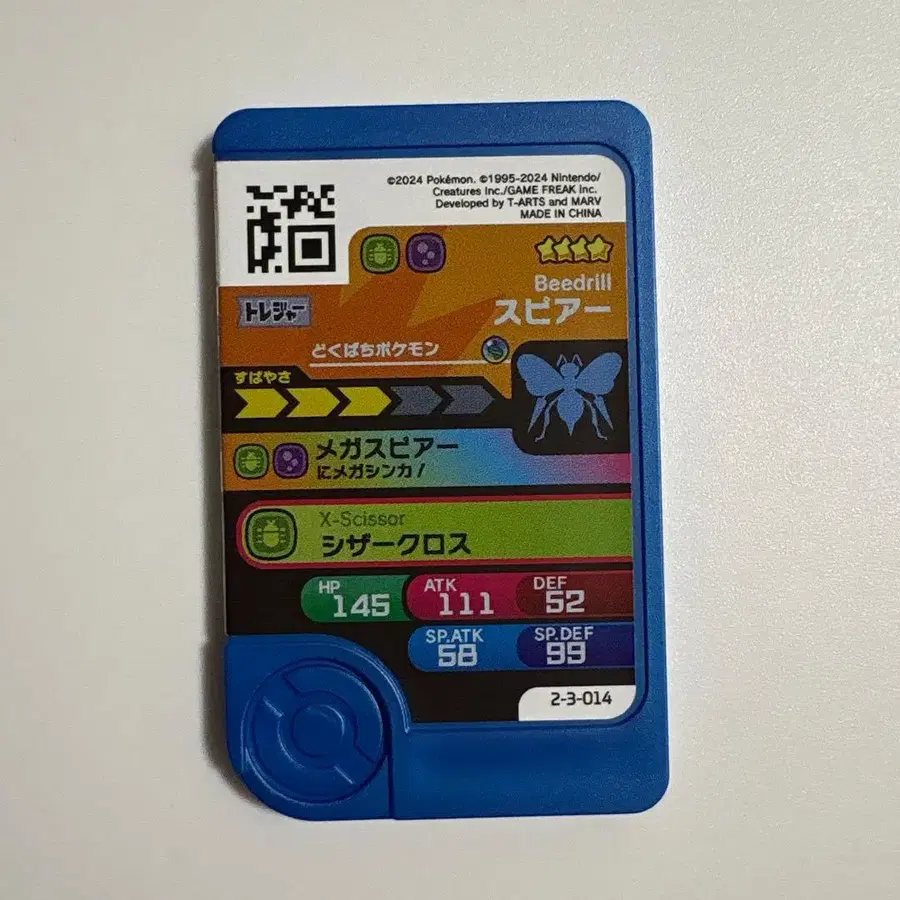 ©2024 Pokémon. ©1995-2024 Nintendo/
Creatures Inc./GAME FREAK inc.
Developed by T-ARTS and MARV
MADE IN CHINA
Beedrill
スピアー
トレジャー
どくばちポケモン
すばやさ
メガスピアー
にメガシンカ！
X-Scissor
シザークロス
HP 145
ATK 111
DEF 52
SP.ATK 58
SP.DEF 99
2-3-014